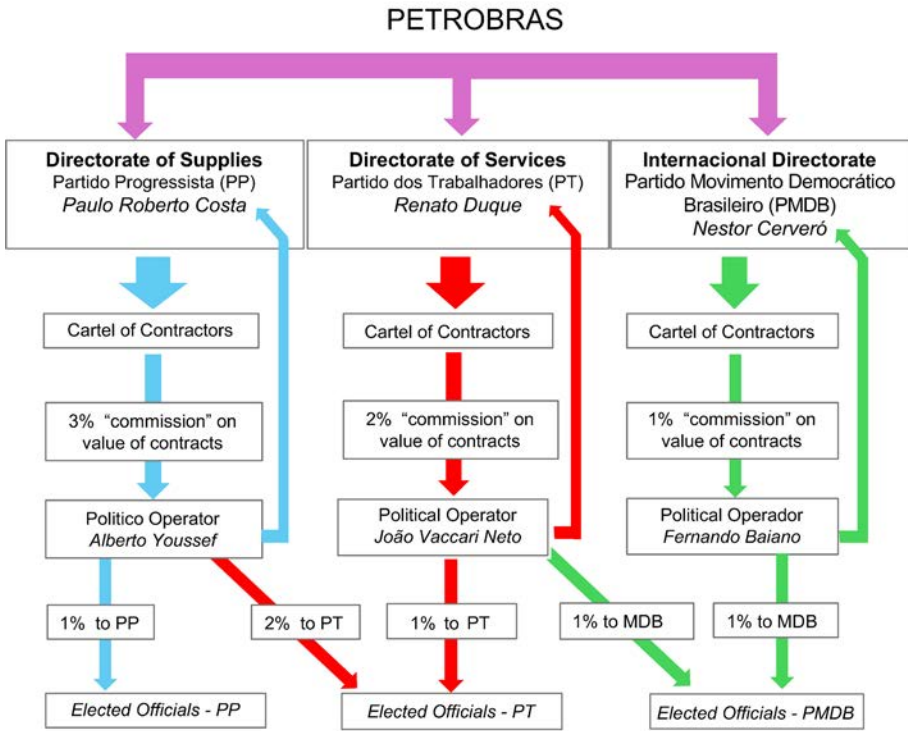 PETROBRAS
Directorate of Supplies
Partido Progressista (PP)
Paulo Roberto Costa
Directorate of Services
Partido dos Trabalhadores (PT)
Renato Duque
Internacional Directorate
Partido Movimento Democrático
Brasileiro (PMDB)
Nestor Cerveró
Cartel of Contractors
Cartel of Contractors
Cartel of Contractors
3% “commission” on
value of contracts
2% “commission” on
value of contracts
1% “commission” on
value of contracts
Politico Operator
Alberto Youssef
Political Operator
João Vaccari Neto
Political Operador
Fernando Baiano
1% to PP
2% to PT
1% to PT
1% to MDB
1% to MDB
Elected Officials - PP
Elected Officials - PT
Elected Officials - PMDB